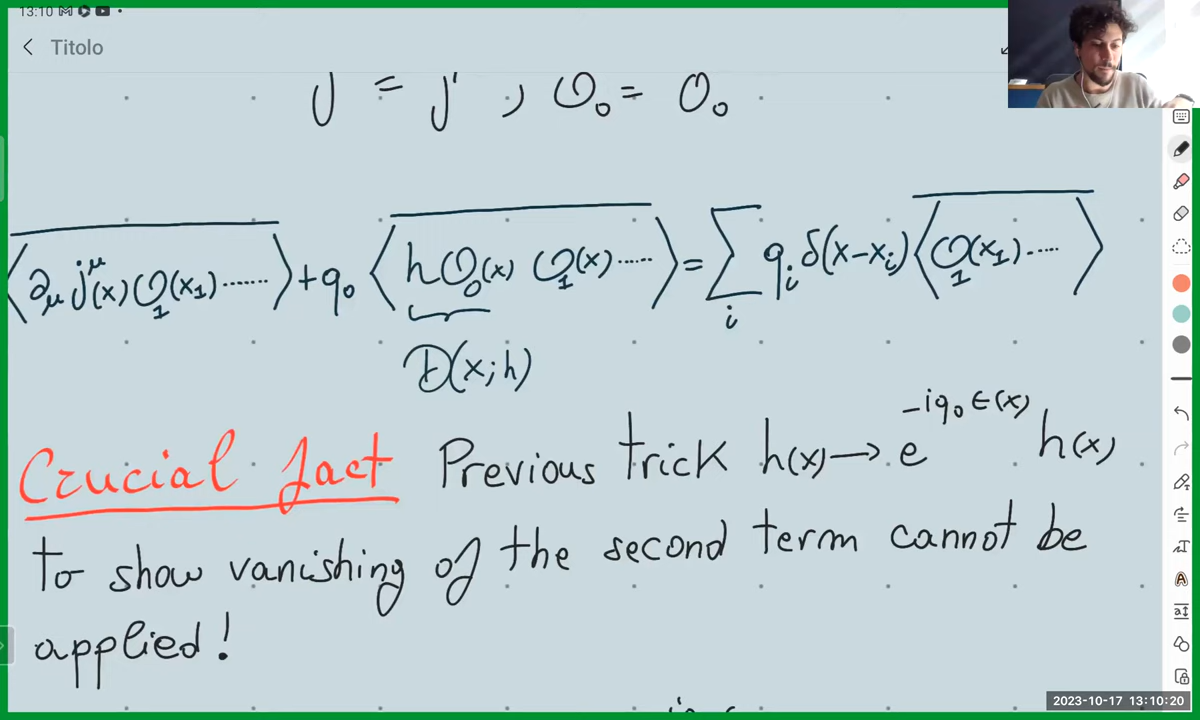 13:10
Titolo
J = J' , O₀ = O₀
⟨∂_μ j^μ(x) O₁(x₁)......⟩ + q₀ ⟨h O₀(x) O₁(x).....⟩ = Σ_i q_i δ(x-x_i) ⟨O₁(x₁)....⟩
D(x;h)
Crucial fact Previous trick h(x) → e^{-iq₀ ∈(x)} h(x)
to show vanishing of the second term cannot be
applied!
2023-10-17 13:10:20